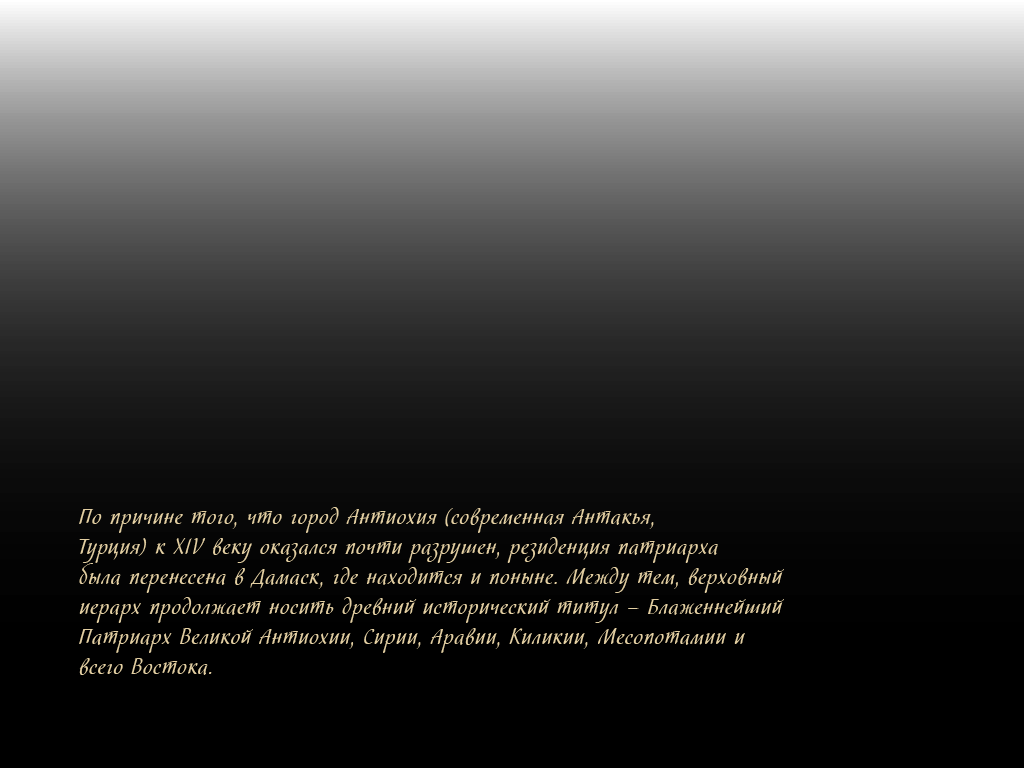 По причине того, что город Антиохия (современная Антакья,
Турция) к XIV веку оказался почти разрушен, резиденция патриарха
была перенесена в Дамаск, где находится и поныне. Между тем, верховный
иерарх продолжает носить древний исторический титул – Блаженнейший
Патриарх Великой Антиохии, Сирии, Аравии, Киликии, Месопотамии и
всего Востока.